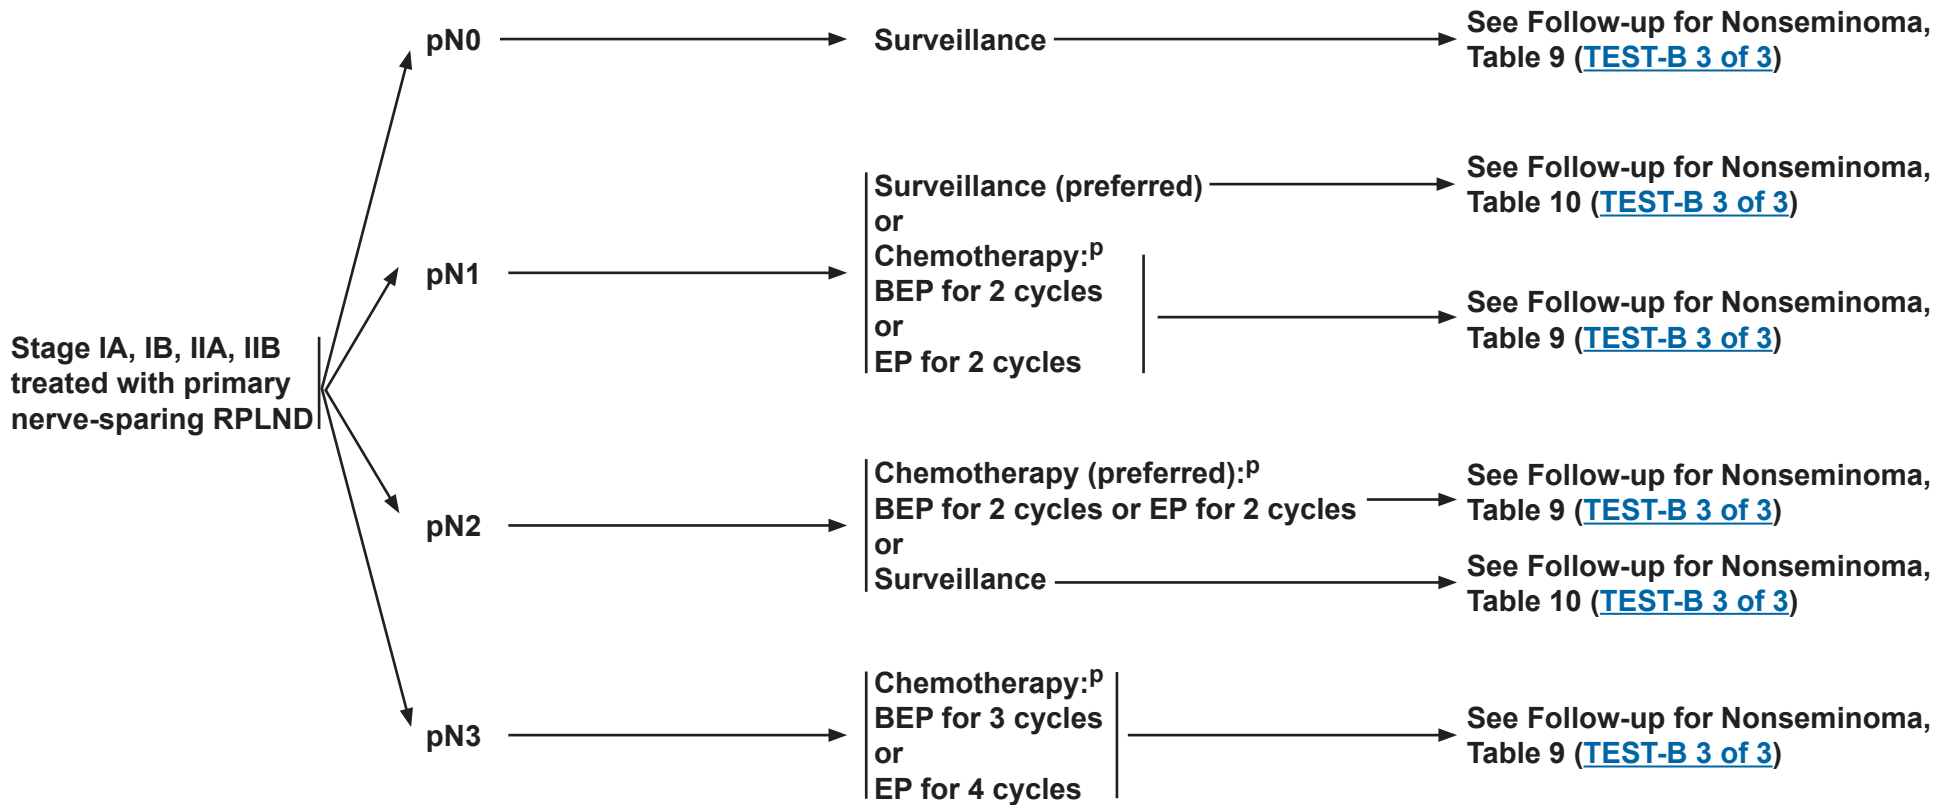 Stage IA, IB, IIA, IIB
treated with primary
nerve-sparing RPLND
pN0
Surveillance
See Follow-up for Nonseminoma,
Table 9 (TEST-B 3 of 3)
pN1
Surveillance (preferred)
or
Chemotherapy:p
BEP for 2 cycles
or
EP for 2 cycles
See Follow-up for Nonseminoma,
Table 10 (TEST-B 3 of 3)
See Follow-up for Nonseminoma,
Table 9 (TEST-B 3 of 3)
pN2
Chemotherapy (preferred):p
BEP for 2 cycles or EP for 2 cycles
or
Surveillance
See Follow-up for Nonseminoma,
Table 9 (TEST-B 3 of 3)
See Follow-up for Nonseminoma,
Table 10 (TEST-B 3 of 3)
pN3
Chemotherapy:p
BEP for 3 cycles
or
EP for 4 cycles
See Follow-up for Nonseminoma,
Table 9 (TEST-B 3 of 3)